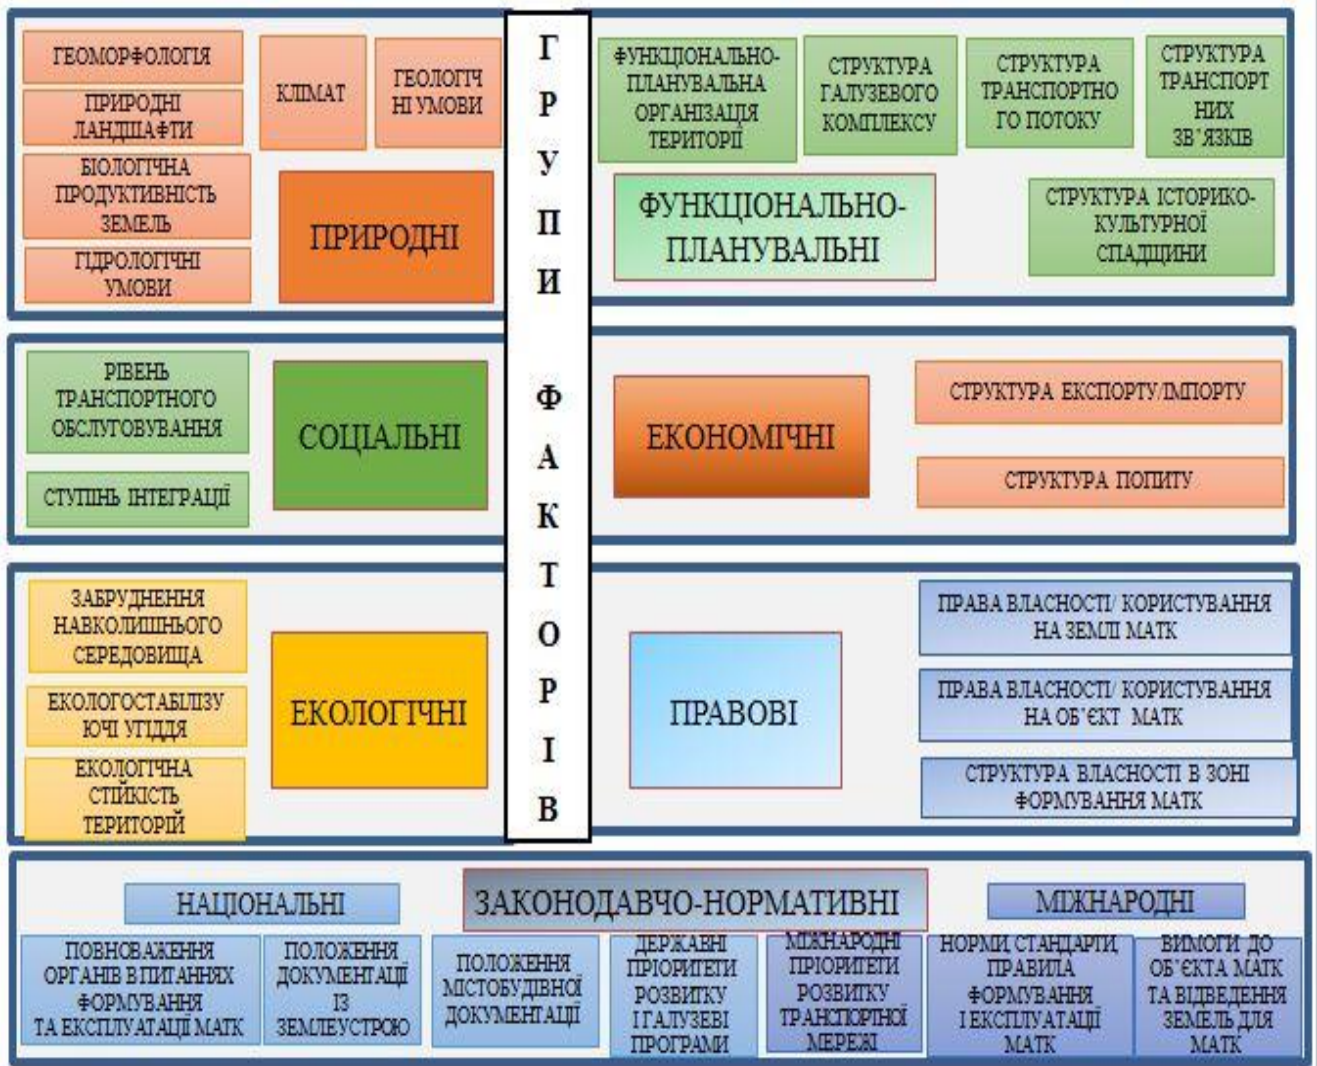 ГЕОМОРФОЛОГІЯ
ПРИРОДНІ
ЛАНДШАФТИ
БІОЛОГІЧНА
ПРОДУКТИВНІСТЬ
ЗЕМЕЛЬ
ГІДРОЛОГІЧНІ
УМОВИ
КЛІМАТ
ГЕОЛОГІЧ
НІ УМОВИ
ПРИРОДНІ
ГРУПИ ФАКТОРІВ
ФУНКЦІОНАЛЬНО-
ПЛАНУВАЛЬНА
ОРГАНІЗАЦІЯ
ТЕРИТОРІЇ
СТРУКТУРА
ГАЛУЗЕВОГО
КОМПЛЕКСУ
СТРУКТУРА
ТРАНСПОРТНО
ГО ПОТОКУ
СТРУКТУРА
ТРАНСПОРТ
НИХ
ЗВ`ЯЗКІВ
ФУНКЦІОНАЛЬНО-
ПЛАНУВАЛЬНІ
СТРУКТУРА ІСТОРИКО-
КУЛЬТУРНОЇ
СПАДЩИНИ
РІВЕНЬ
ТРАНСПОРТНОГО
ОБСЛУГОВУВАННЯ
СТУПІНЬ ІНТЕГРАЦІЇ
СОЦІАЛЬНІ
ЕКОНОМІЧНІ
СТРУКТУРА ЕКСПОРТУ/ІМПОРТУ
СТРУКТУРА ПОПИТУ
ЗАБРУДНЕННЯ
НАВКОЛИШНЬОГО
СЕРЕДОВИЩА
ЕКОЛОГОСТАБІЛІЗУ
ЮЧІ УГІДДЯ
ЕКОЛОГІЧНА
СТІЙКІСТЬ
ТЕРИТОРІЙ
ЕКОЛОГІЧНІ
ПРАВОВІ
ПРАВА ВЛАСНОСТІ/ КОРИСТУВАННЯ
НА ЗЕМЛІ МАТК
ПРАВА ВЛАСНОСТІ/ КОРИСТУВАННЯ
НА ОБ`ЄКТ МАТК
СТРУКТУРА ВЛАСНОСТІ В ЗОНІ
ФОРМУВАННЯ МАТК
НАЦІОНАЛЬНІ
ЗАКОНОДАВЧО-НОРМАТИВНІ
МІЖНАРОДНІ
ПОВНОВАЖЕННЯ
ОРГАНІВ В ПИТАННЯХ
ФОРМУВАННЯ
ТА ЕКСПЛУАТАЦІЇ МАТК
ПОЛОЖЕННЯ
ДОКУМЕНТАЦІЇ
ІЗ
ЗЕМЛЕУСТРОЮ
ПОЛОЖЕННЯ
МІСТОБУДІВНОЇ
ДОКУМЕНТАЦІЇ
ДЕРЖАВНІ
ПРІОРИТЕТИ
РОЗВИТКУ
І ГАЛУЗЕВІ
ПРОГРАМИ
МІЖНАРОДНІ
ПРІОРИТЕТИ
РОЗВИТКУ
ТРАНСПОРТНОЇ
МЕРЕЖІ
НОРМИ, СТАНДАРТИ,
ПРАВИЛА
ФОРМУВАННЯ
І ЕКСПЛУАТАЦІЇ
МАТК
ВИМОГИ ДО
ОБ`ЄКТА МАТК
ТА ВІДВЕДЕННЯ
ЗЕМЕЛЬ ДЛЯ
МАТК